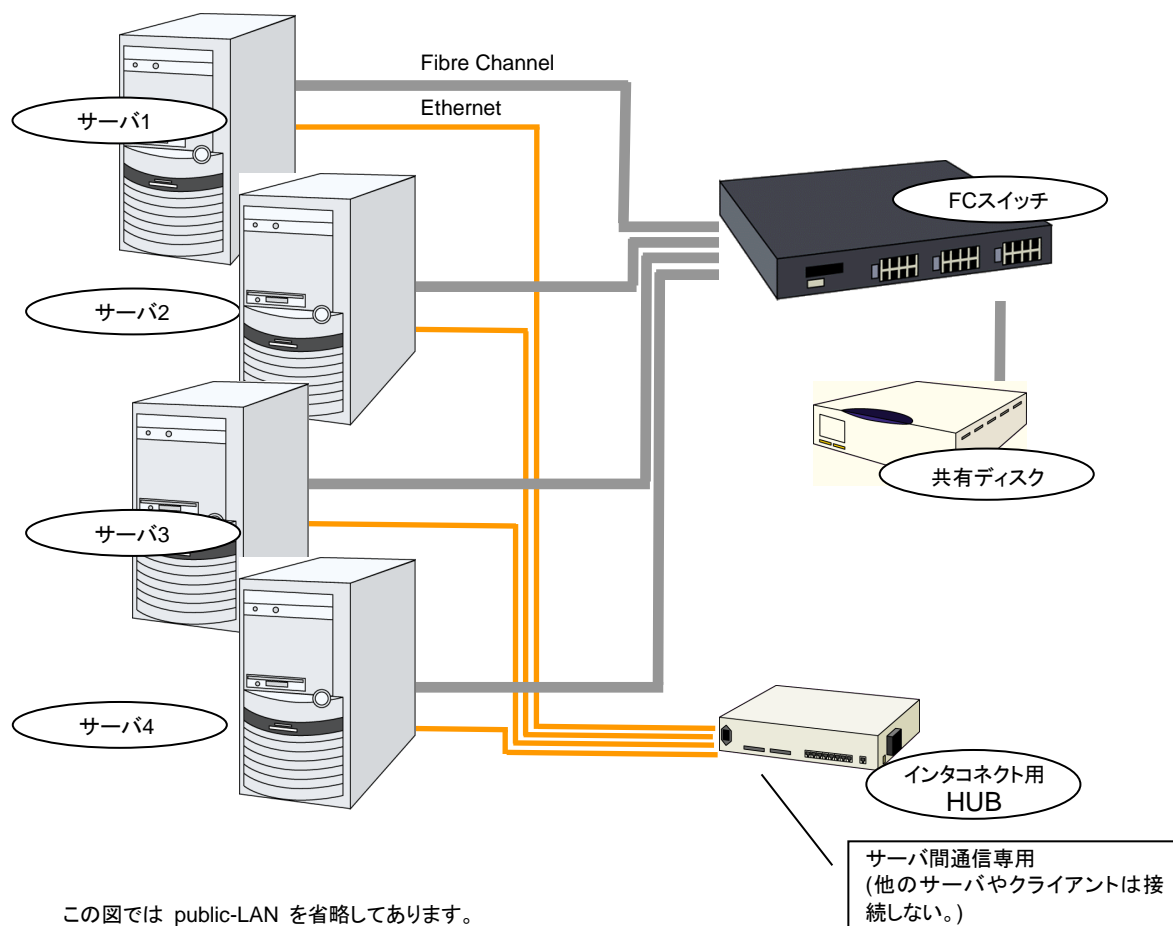 Fibre Channel
Ethernet
サーバ1
FCスイッチ
サーバ2
共有ディスク
サーバ3
サーバ4
インタコネクト用
HUB
サーバ間通信専用
(他のサーバやクライアントは接
続しない。)
この図では public-LAN を省略してあります。